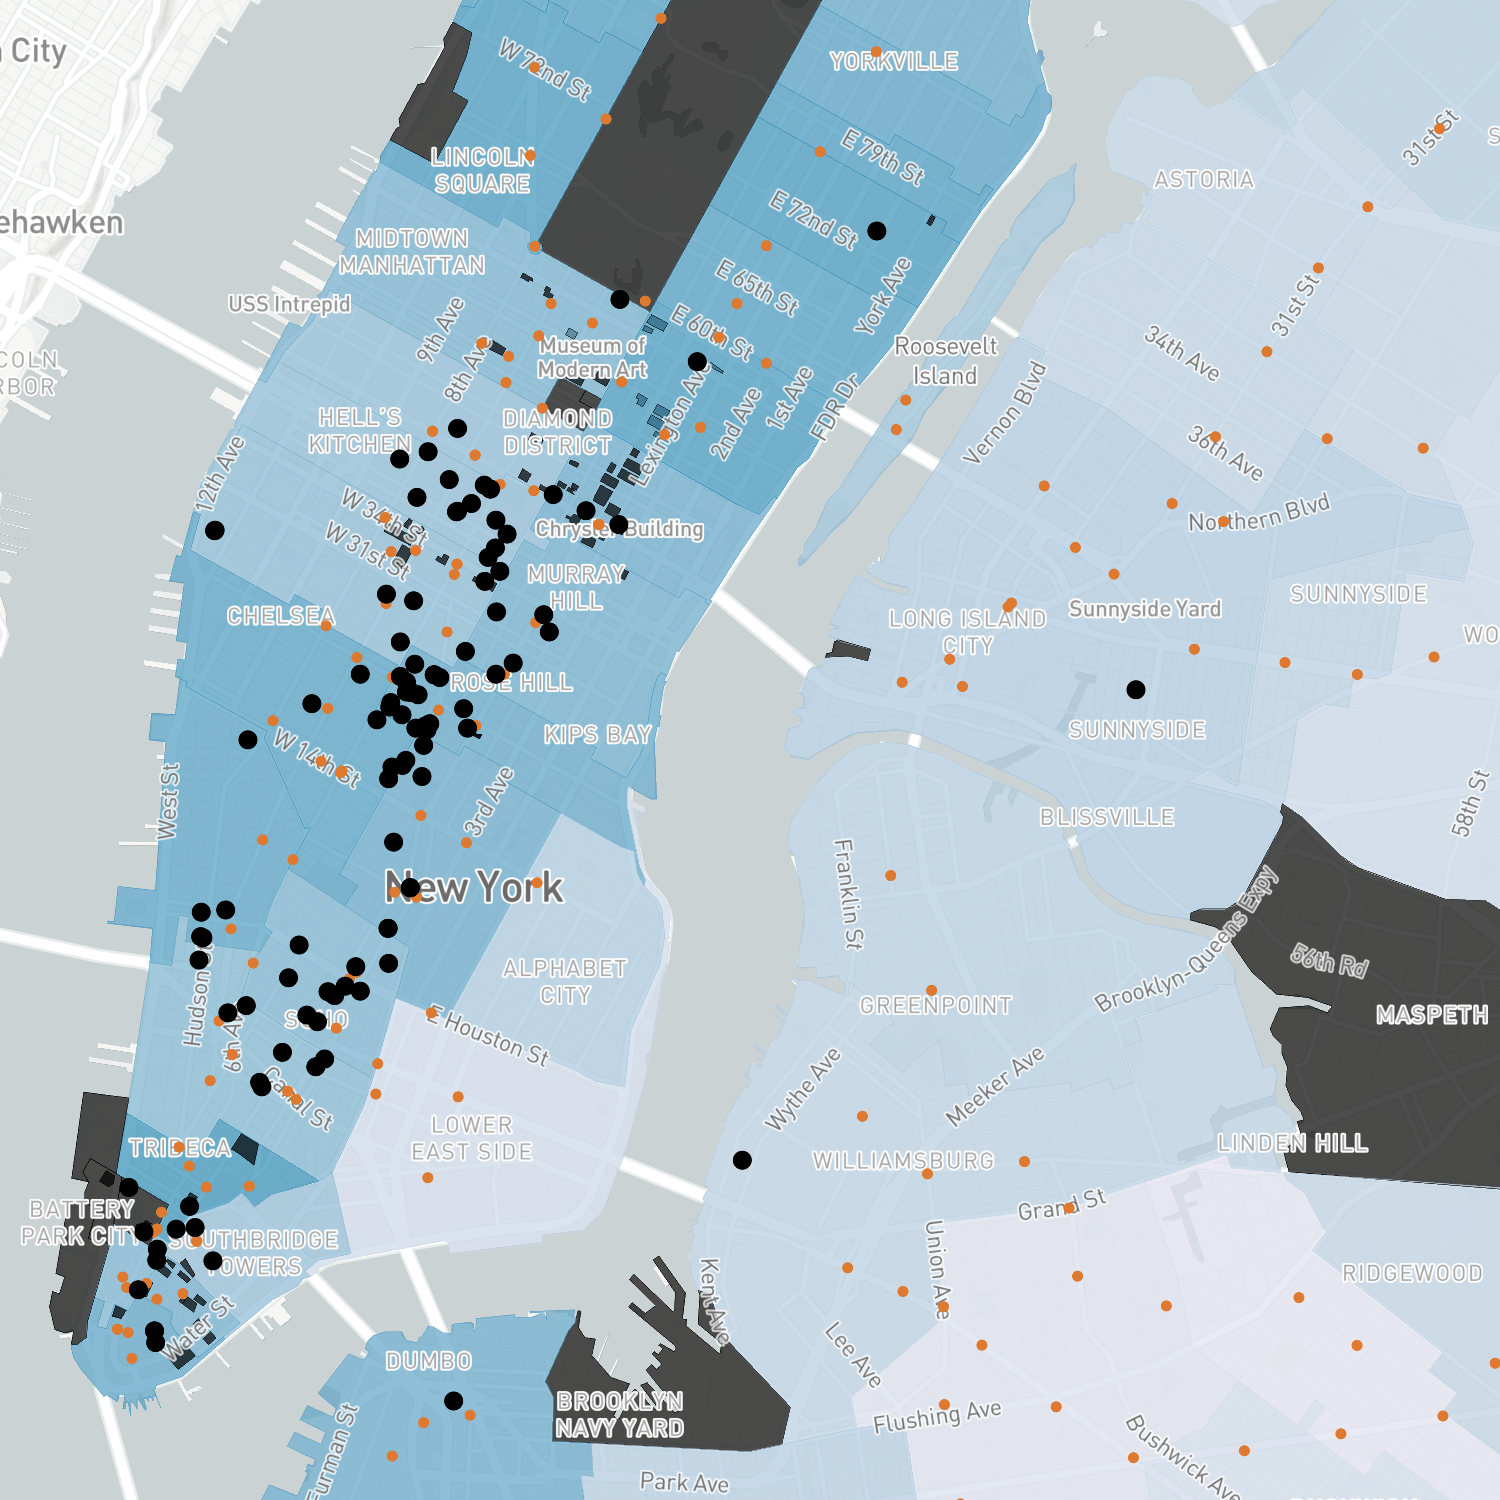 City
W 72nd St
YORKVILLE
LINCOLN
SQUARE
E 79th St
31st St
ASTORIA
ehawken
MIDTOWN
MANHATTAN
E 72nd St
USS Intrepid
E 65th St
York Ave
9th Ave
8th Ave
Museum of
Modern Art
E 60th St
31st St
Roosevelt
Island
34th Ave
COLN
RBOR
HELL'S
KITCHEN
DIAMOND
DISTRICT
Lexington Ave
2nd Ave
1st Ave
FDR Dr
Vernon Blvd
36th Ave
12th Ave
W 34th St
W 31st St
Chrysler Building
Northern Blvd
MURRAY
HILL
CHELSEA
LONG ISLAND
CITY
Sunnyside Yard
SUNNYSIDE
WO
ROSE HILL
KIPS BAY
SUNNYSIDE
W 14th St
West St
3rd Ave
BLISSVILLE
58th St
New York
Franklin St
Brooklyn-Queens Expy
56th Rd
ALPHABET
CITY
GREENPOINT
MASPETH
Hudson St
6th Ave
SOHO
E Houston St
Canal St
Wythe Ave
Meeker Ave
TRIBECA
LOWER
EAST SIDE
WILLIAMSBURG
LINDEN HILL
BATTERY
PARK CITY
SOUTHBRIDGE
TOWERS
Grand St
Union Ave
Kent Ave
RIDGEWOOD
Water St
DUMBO
Lee Ave
BROOKLYN
NAVY YARD
Flushing Ave
Bushwick Ave
Furman St
Park Ave